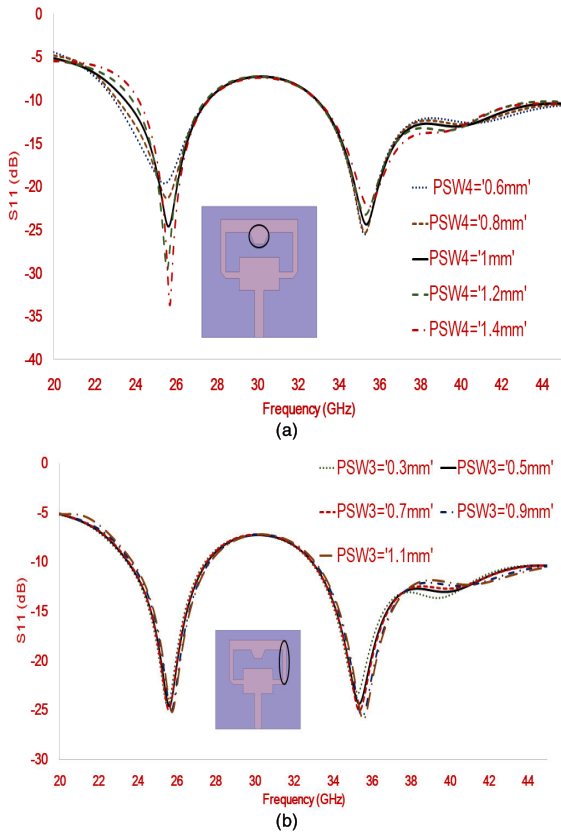 -5
-10
-15
-20
-25
-30
-35
-40
S11 (dB)
PSW4='0.6mm'
PSW4='0.8mm'
PSW4='1mm'
PSW4='1.2mm'
PSW4='1.4mm'
20 22 24 26 28 30 32 34 36 38 40 42 44
Frequency (GHz)
(a)
0
-5
-10
-15
-20
-25
-30
S11 (dB)
PSW3='0.3mm' PSW3='0.5mm'
PSW3='0.7mm' PSW3='0.9mm'
PSW3='1.1mm'
20 22 24 26 28 30 32 34 36 38 40 42 44
Frequency (GHz)
(b)